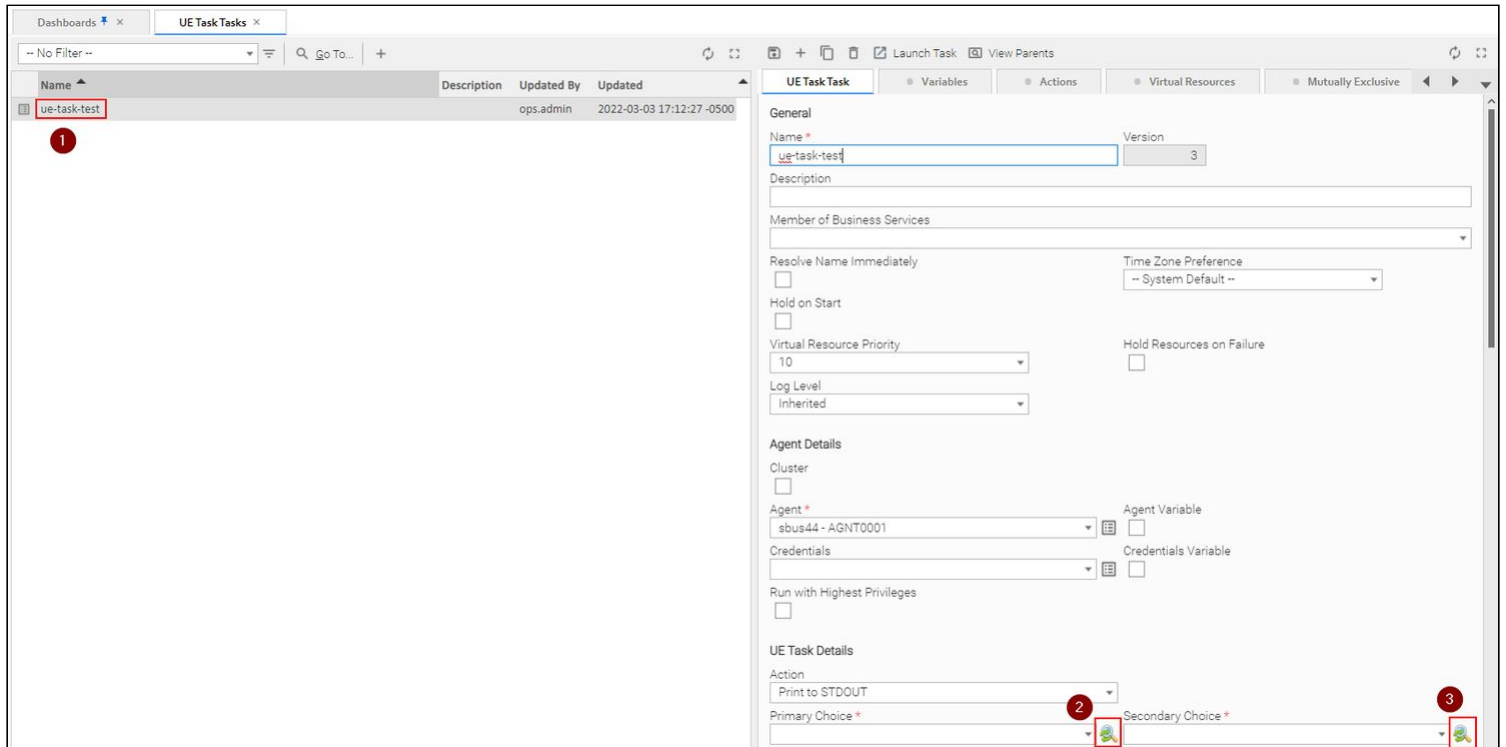 Dashboards
UE Task Tasks
-- No Filter --
Go To...
Launch Task
View Parents
Name
Description
Updated By
Updated
ue-task-test
ops.admin
2022-03-03 17:12:27 -0500
1
UE Task Task
Variables
Actions
Virtual Resources
Mutually Exclusive
General
Name *
Version
ue-task-test
3
Description
Member of Business Services
Resolve Name Immediately
Time Zone Preference
-- System Default --
Hold on Start
Virtual Resource Priority
Hold Resources on Failure
10
Log Level
Inherited
Agent Details
Cluster
Agent *
Agent Variable
sbus44 - AGNT0001
Credentials
Credentials Variable
Run with Highest Privileges
UE Task Details
Action
Print to STDOUT
2
3
Primary Choice *
Secondary Choice *